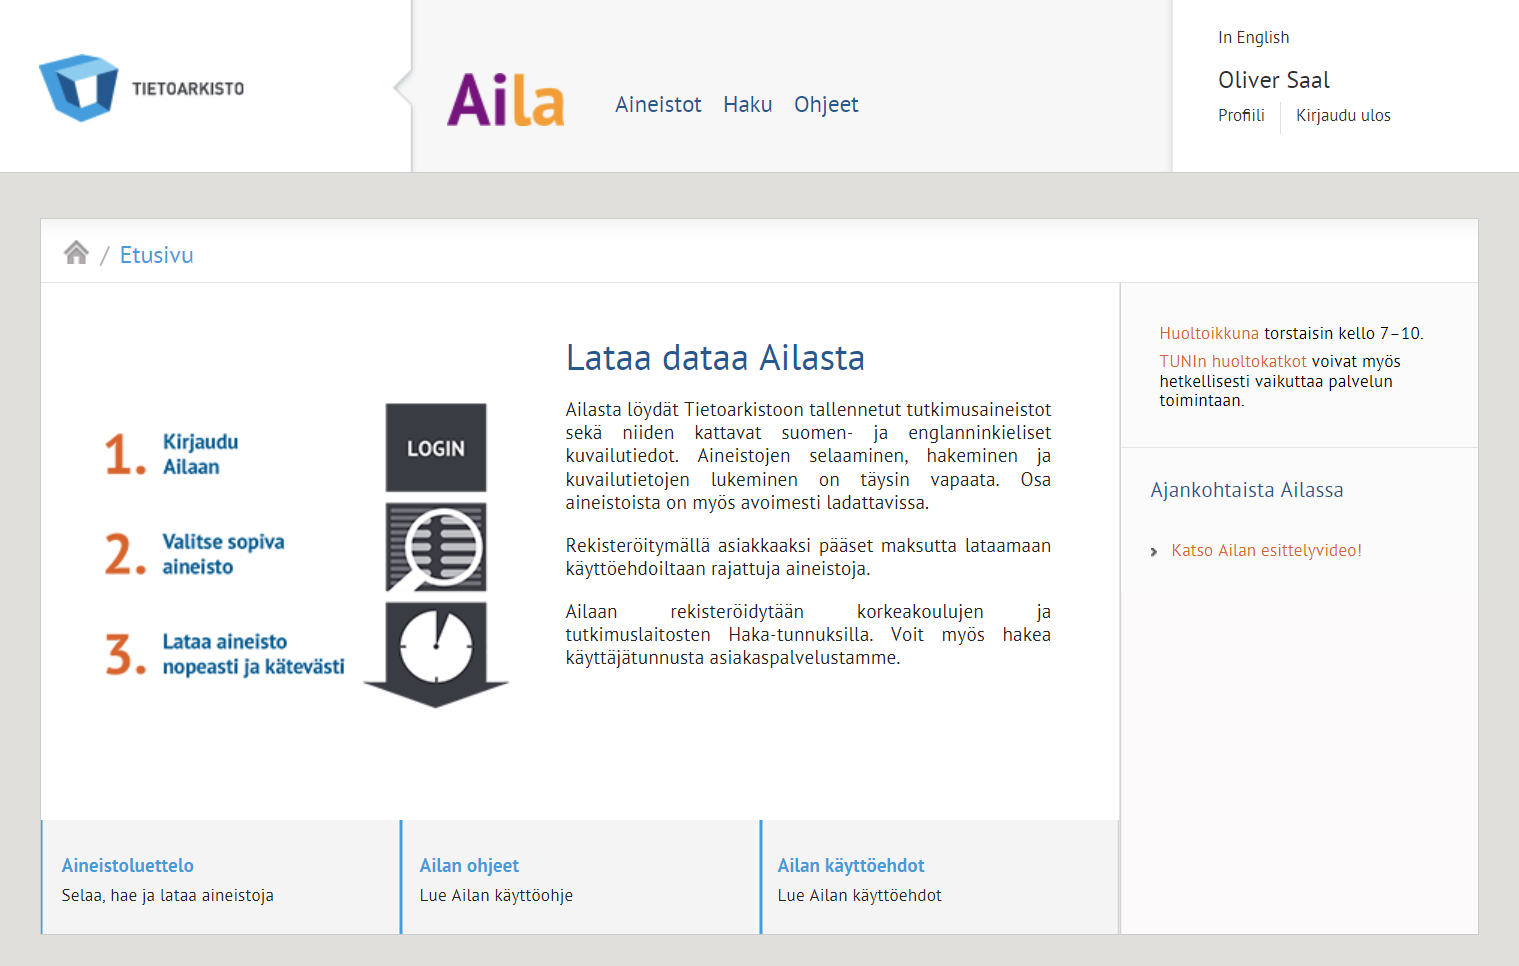 TIETOARKISTO
Aila
Aineistot Haku Ohjeet
In English
Oliver Saal
Profiili Kirjaudu ulos
/ Etusivu
1. Kirjaudu
Ailaan
LOGIN
2. Valitse sopiva
aineisto
3. Lataa aineisto
nopeasti ja kätevästi
Lataa dataa Ailasta
Ailasta löydät Tietoarkistoon tallennetut tutkimusaineistot
sekä niiden kattavat suomen- ja englanninkieliset
kuvailutiedot. Aineistojen selaaminen, hakeminen ja
kuvailutietojen lukeminen on täysin vapaata. Osa
aineistoista on myös avoimesti ladattavissa.
Rekisteröitymällä asiakkaaksi pääset maksutta lataamaan
käyttöehdoiltaan rajattuja aineistoja.
Ailaan rekisteröidytään korkeakoulujen ja
tutkimuslaitosten Haka-tunnuksilla. Voit myös hakea
käyttäjätunnusta asiakaspalvelustamme.
Huoltoikkuna torstaisin kello 7–10.
TUNIn huoltokatkot voivat myös
hetkellisesti vaikuttaa palvelun
toimintaan.
Ajankohtaista Ailassa
Katso Ailan esittelyvideo!
Aineistoluettelo
Selaa, hae ja lataa aineistoja
Ailan ohjeet
Lue Ailan käyttöohje
Ailan käyttöehdot
Lue Ailan käyttöehdot